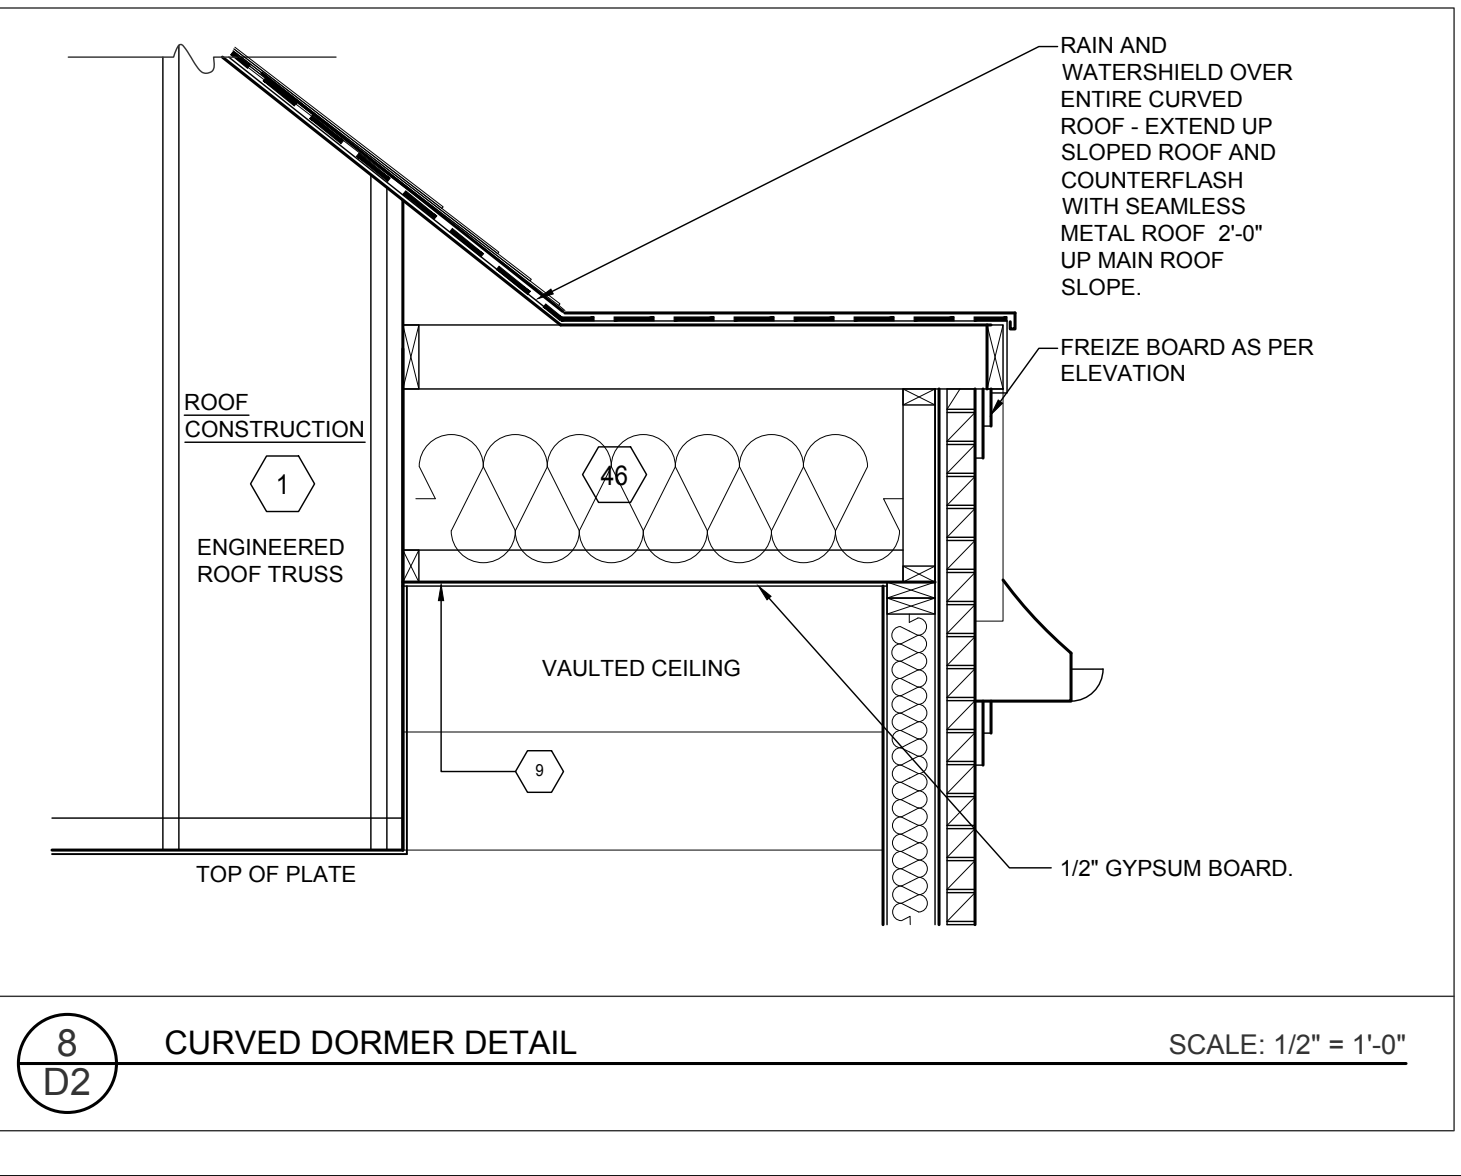 RAIN AND
WATERSHIELD OVER
ENTIRE CURVED
ROOF - EXTEND UP
SLOPED ROOF AND
COUNTERFLASH
WITH SEAMLESS
METAL ROOF 2'-0"
UP MAIN ROOF
SLOPE.
FREIZE BOARD AS PER
ELEVATION
ROOF
CONSTRUCTION
1
ENGINEERED
ROOF TRUSS
46
VAULTED CEILING
9
TOP OF PLATE
1/2" GYPSUM BOARD.
8
D2
CURVED DORMER DETAIL
SCALE: 1/2" = 1'-0"